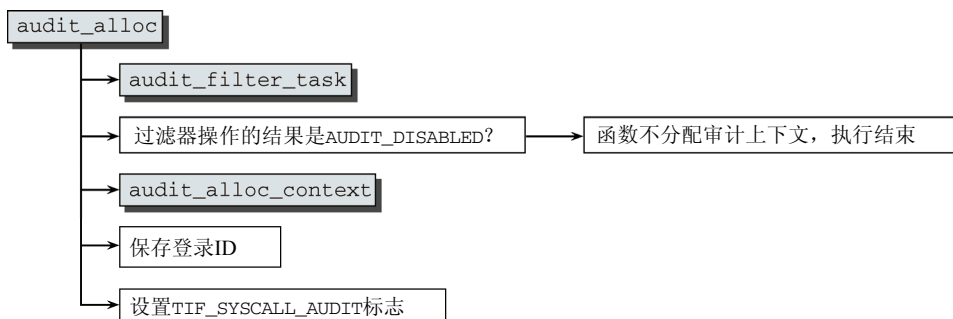 audit_alloc
audit_filter_task
过滤器操作的结果是AUDIT_DISABLED?
函数不分配审计上下文，执行结束
audit_alloc_context
保存登录ID
设置TIF_SYSCALL_AUDIT标志